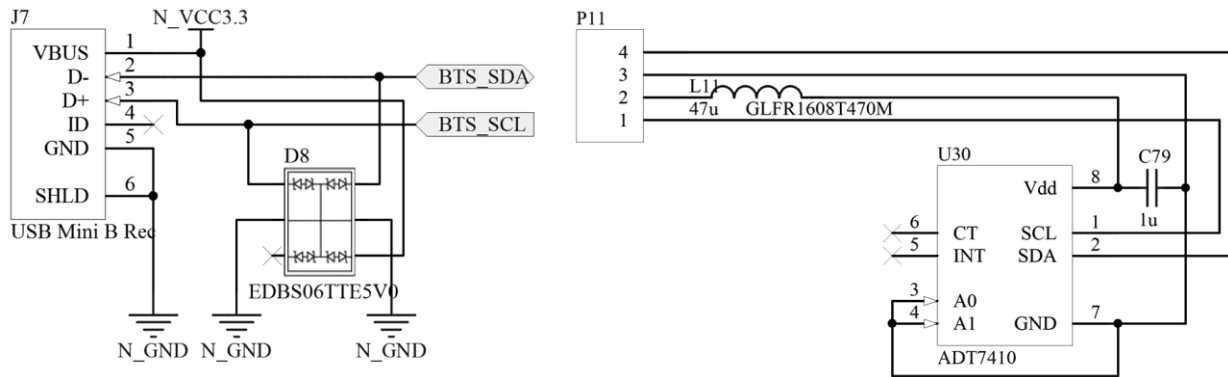 J7
N_VCC3.3
VBUS 1
D- 2
BTS_SDA
D+ 3
ID 4
BTS_SCL
GND 5
D8
SHLD 6
USB Mini B Rec
EDBS06TTE5V0
N_GND
N_GND
N_GND
P11
4
3
2
L11
47u
GLFR1608T470M
1
U30
C79
Vdd 8
1u
6 CT
SCL 1
5 INT
SDA 2
3 A0
4 A1
GND 7
ADT7410